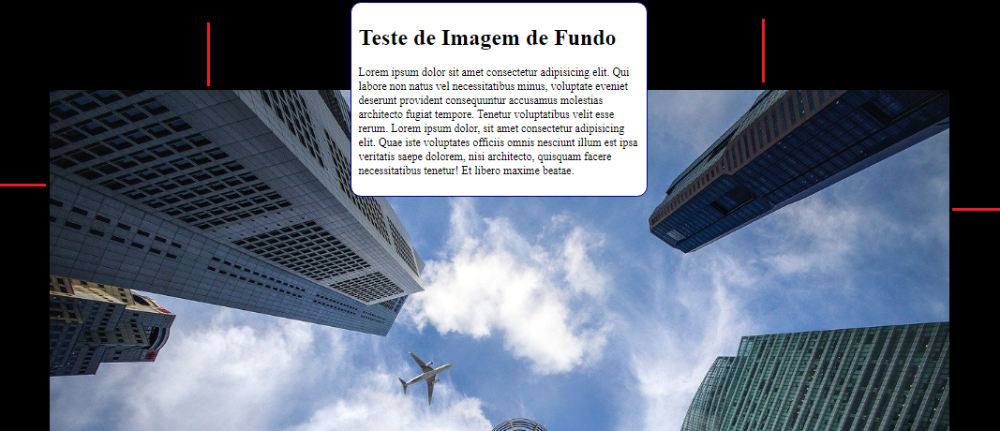 Teste de Imagem de Fundo
Lorem ipsum dolor sit amet consectetur adipisicing elit. Qui
labore non natus vel necessitatibus minus, voluptate eveniet
deserunt provident consequuntur accusamus molestias
architecto fugiat tempore. Tenetur voluptatibus velit esse
rerum. Lorem ipsum dolor, sit amet consectetur adipisicing
elit. Quae iste voluptates officiis omnis nesciunt illum est ipsa
veritatis saepe dolorem, nisi architecto, quisquam facere
necessitatibus tenetur! Et libero maxime beatae.